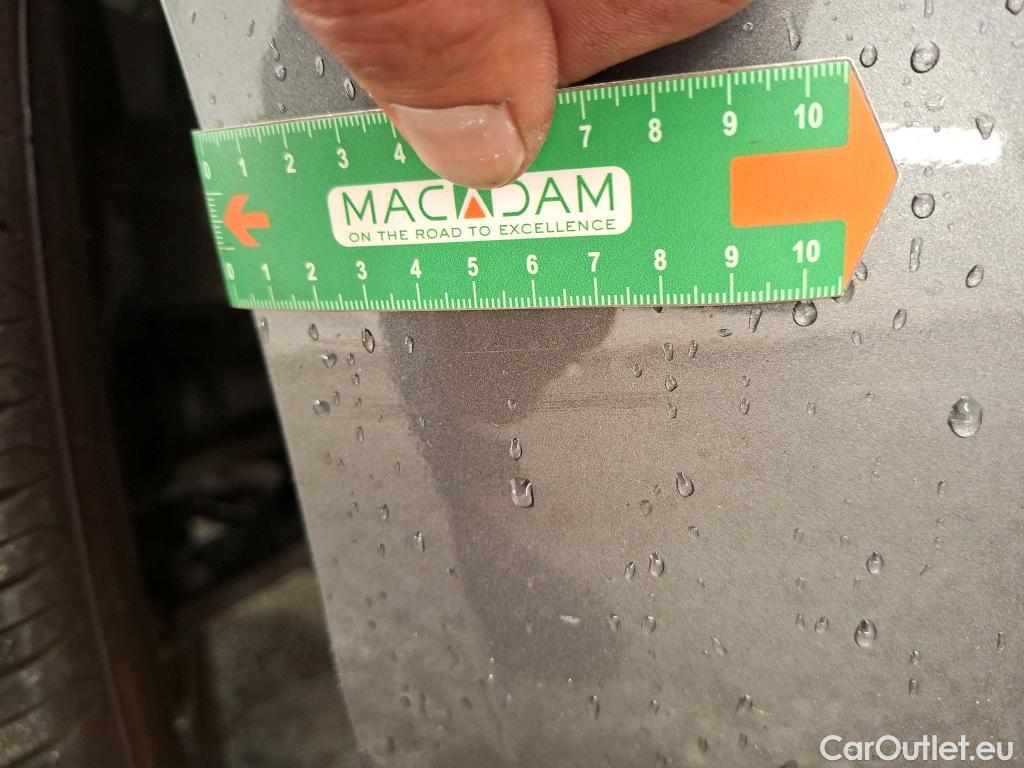 0 1 2 3 4 7 8 9 10
MACADAM
ON THE ROAD TO EXCELLENCE
0 1 2 3 4 5 6 7 8 9 10
CarOutlet.eu